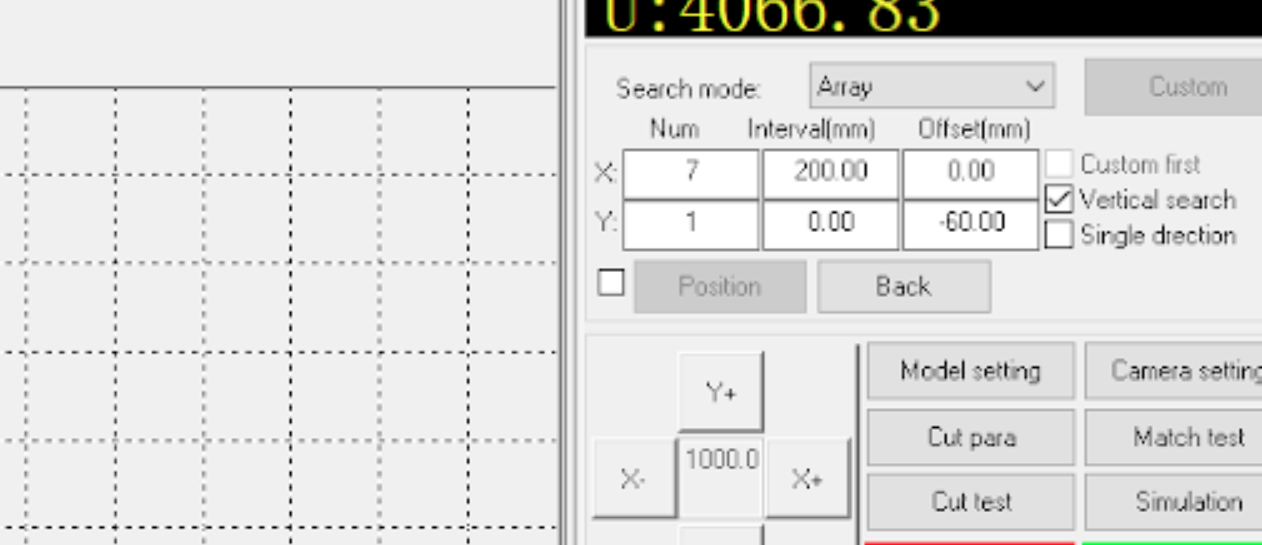 U:4066.83
Search mode: Array Custom
Num Interval(mm) Offset(mm)
X: 7 200.00 0.00 Custom first
Vertical search
Y: 1 0.00 -60.00
Single drection
Position Back
Model setting Camera setting
Y+
Cut para Match test
X- 1000.0 X+
Cut test Simulation